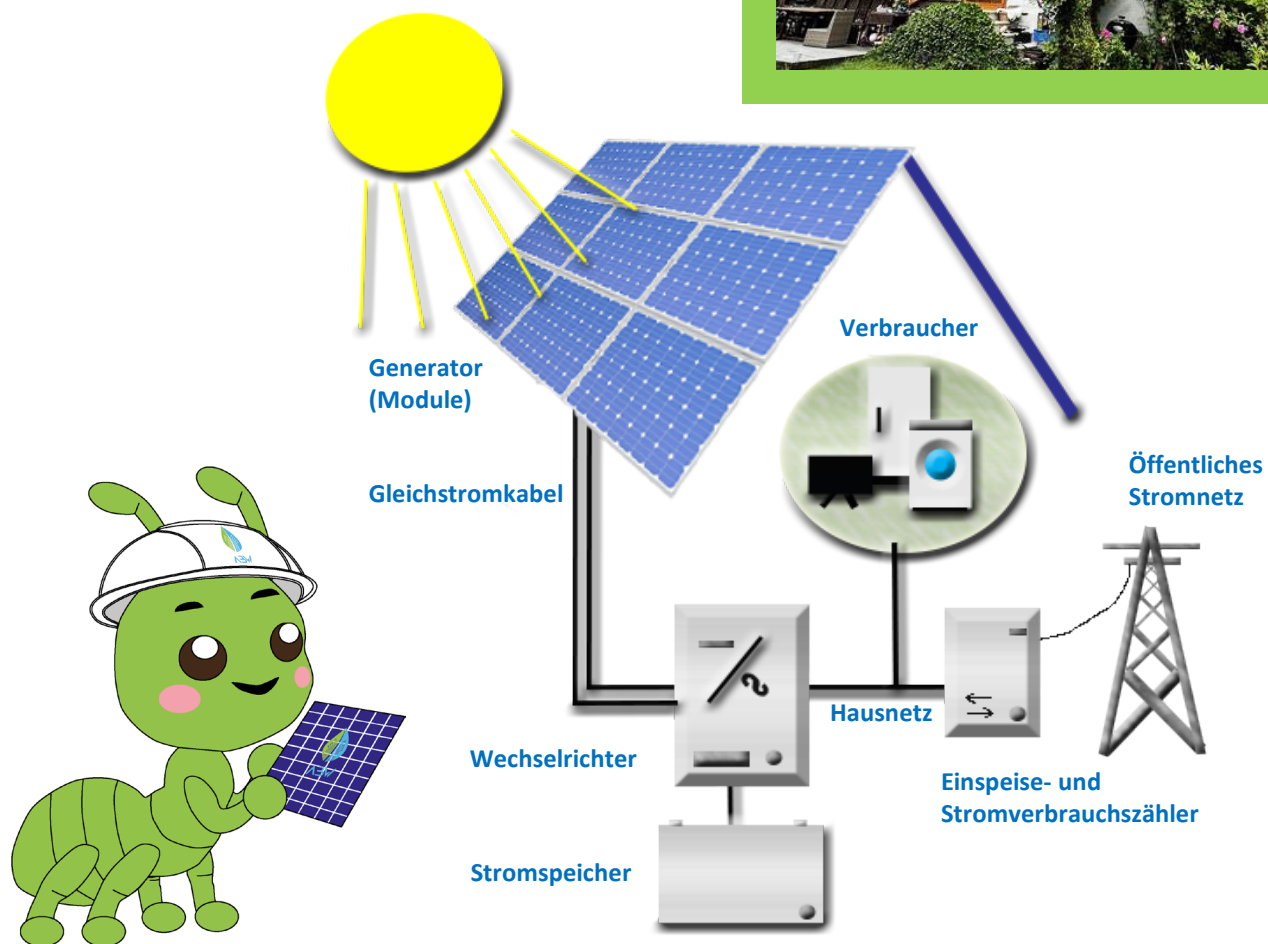 Verbraucher
Generator
(Module)
Öffentliches
Stromnetz
Gleichstromkabel
Hausnetz
Wechselrichter
Einspeise- und
Stromverbrauchszähler
Stromspeicher